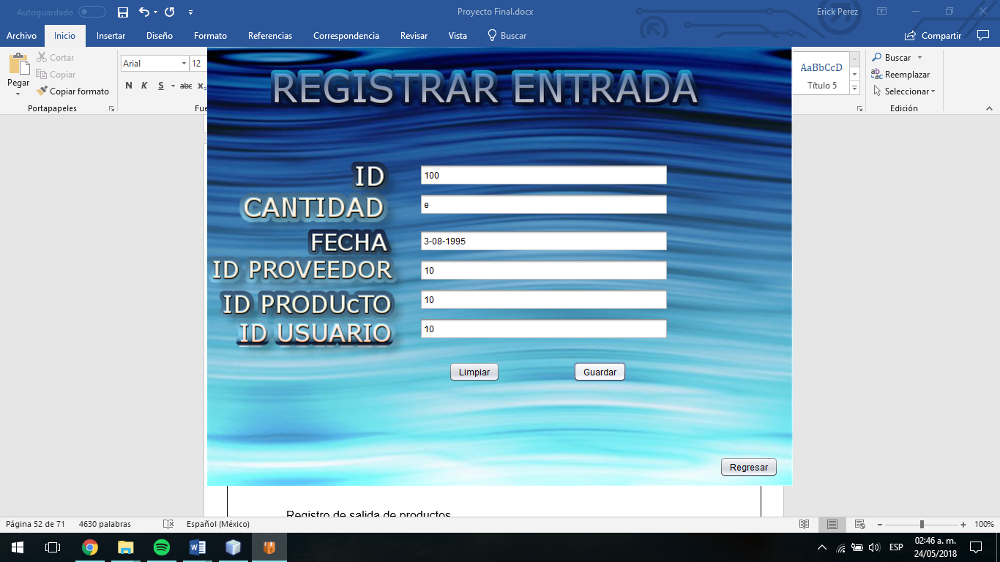 Autoguardado Proyecto Final.docx Erick Perez
Archivo Inicio Insertar Diseño Formato Referencias Correspondencia Revisar Vista Buscar Compartir
Pegar
Cortar
Copiar
Copiar formato
Portapapeles
Arial 12
N K S abc x₂
Fue
AaBbCcD
Título 5
Buscar
Reemplazar
Seleccionar
Edición
REGISTRAR ENTRADA
ID 100
CANTIDAD e
FECHA 3-08-1995
ID PROVEEDOR 10
ID PRODUcTO 10
ID USUARIO 10
Limpiar Guardar
Regresar
Registro de salida de productos
Página 52 de 71 4630 palabras Español (México) 100%
ESP 02:46 a. m.
24/05/2018